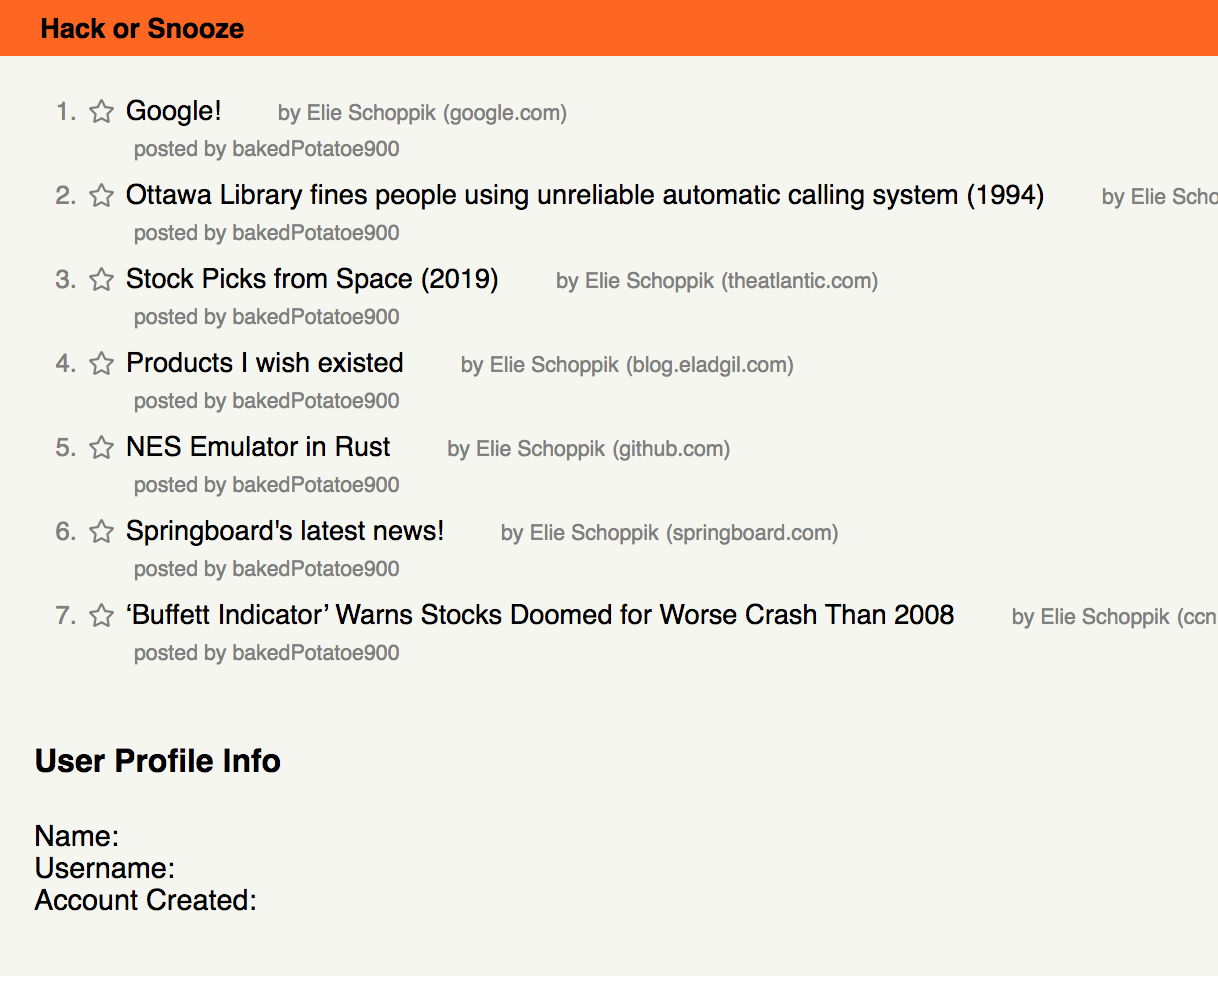 Hack or Snooze
1. Google! by Elie Schoppik (google.com)
posted by bakedPotatoe900
2. Ottawa Library fines people using unreliable automatic calling system (1994) by Elie
posted by bakedPotatoe900
3. Stock Picks from Space (2019) by Elie Schoppik (theatlantic.com)
posted by bakedPotatoe900
4. Products I wish existed by Elie Schoppik (blog.eladgil.com)
posted by bakedPotatoe900
5. NES Emulator in Rust by Elie Schoppik (github.com)
posted by bakedPotatoe900
6. Springboard's latest news! by Elie Schoppik (springboard.com)
posted by bakedPotatoe900
7. ‘Buffett Indicator’ Warns Stocks Doomed for Worse Crash Than 2008 by Elie Schoppik (ccn
posted by bakedPotatoe900
User Profile Info
Name:
Username:
Account Created: